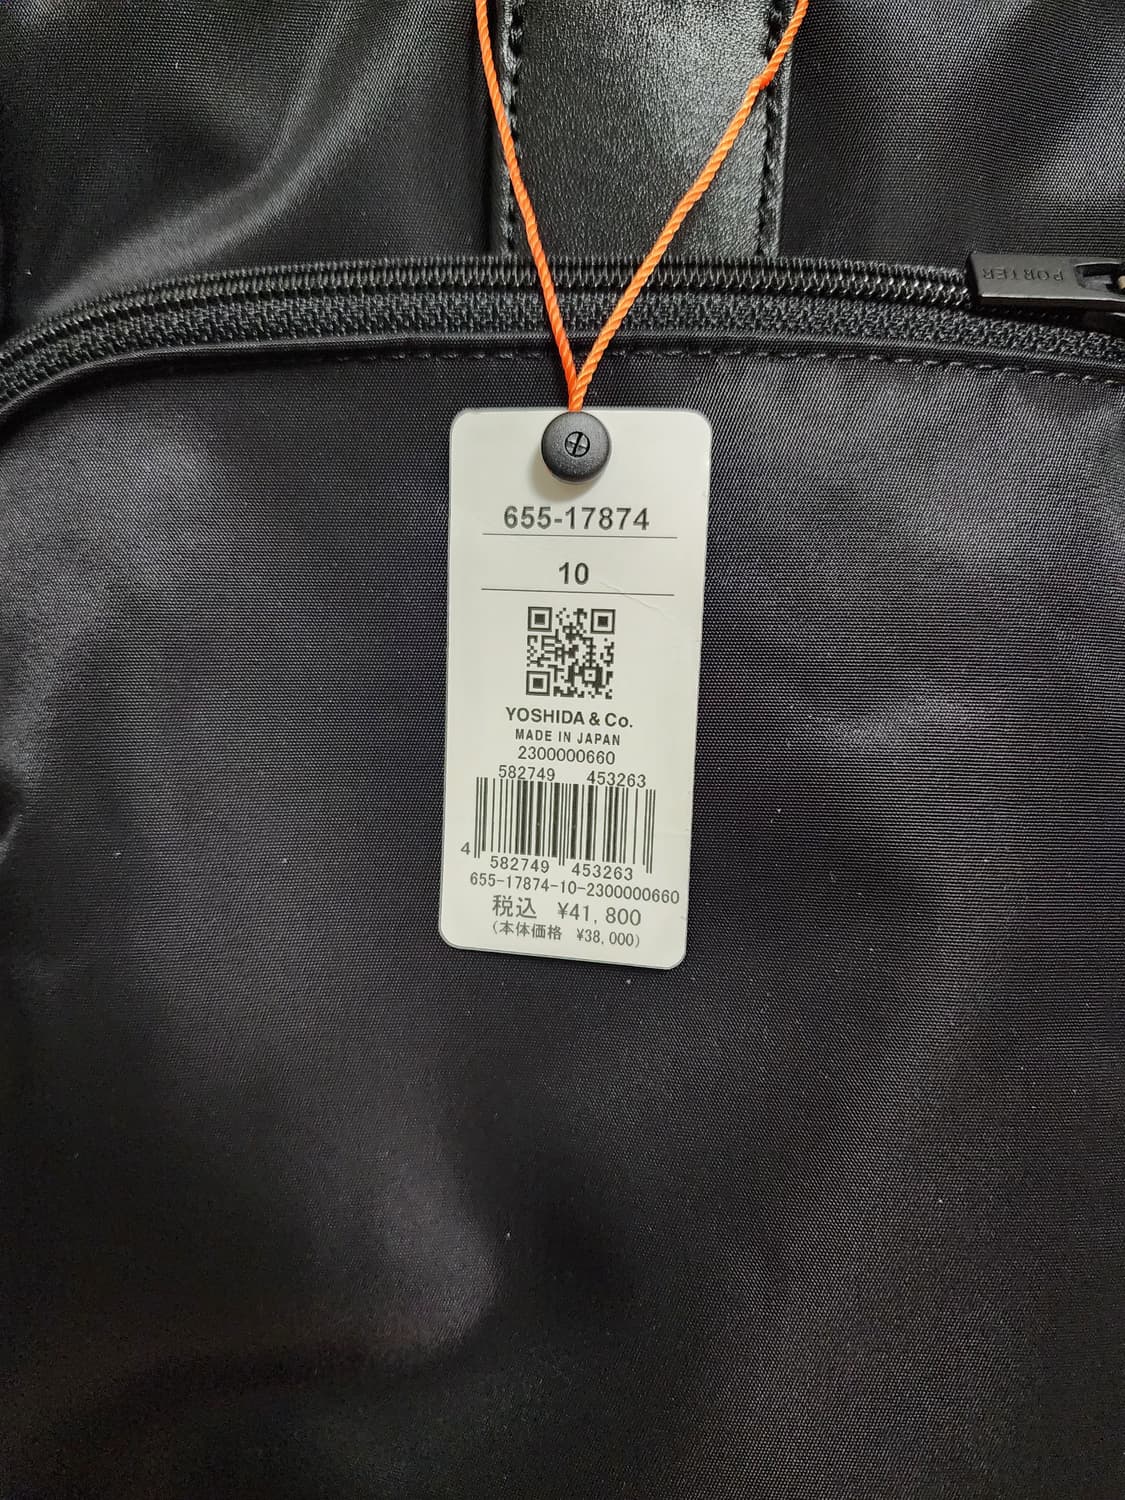 PORTER
655-17874
10
YOSHIDA & Co.
MADE IN JAPAN
2300000660
582749 453263
4 582749 453263
655-17874-10-2300000660
税込 ¥41,800
(本体価格 ¥38,000)